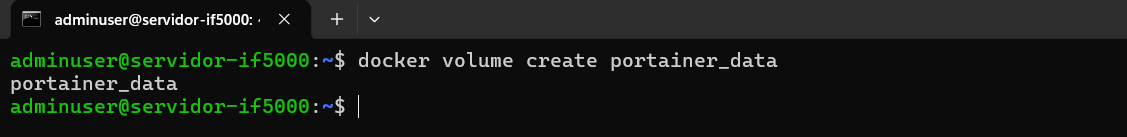 adminuser@servidor-if5000: ~
adminuser@servidor-if5000:~$ docker volume create portainer_data
portainer_data
adminuser@servidor-if5000:~$